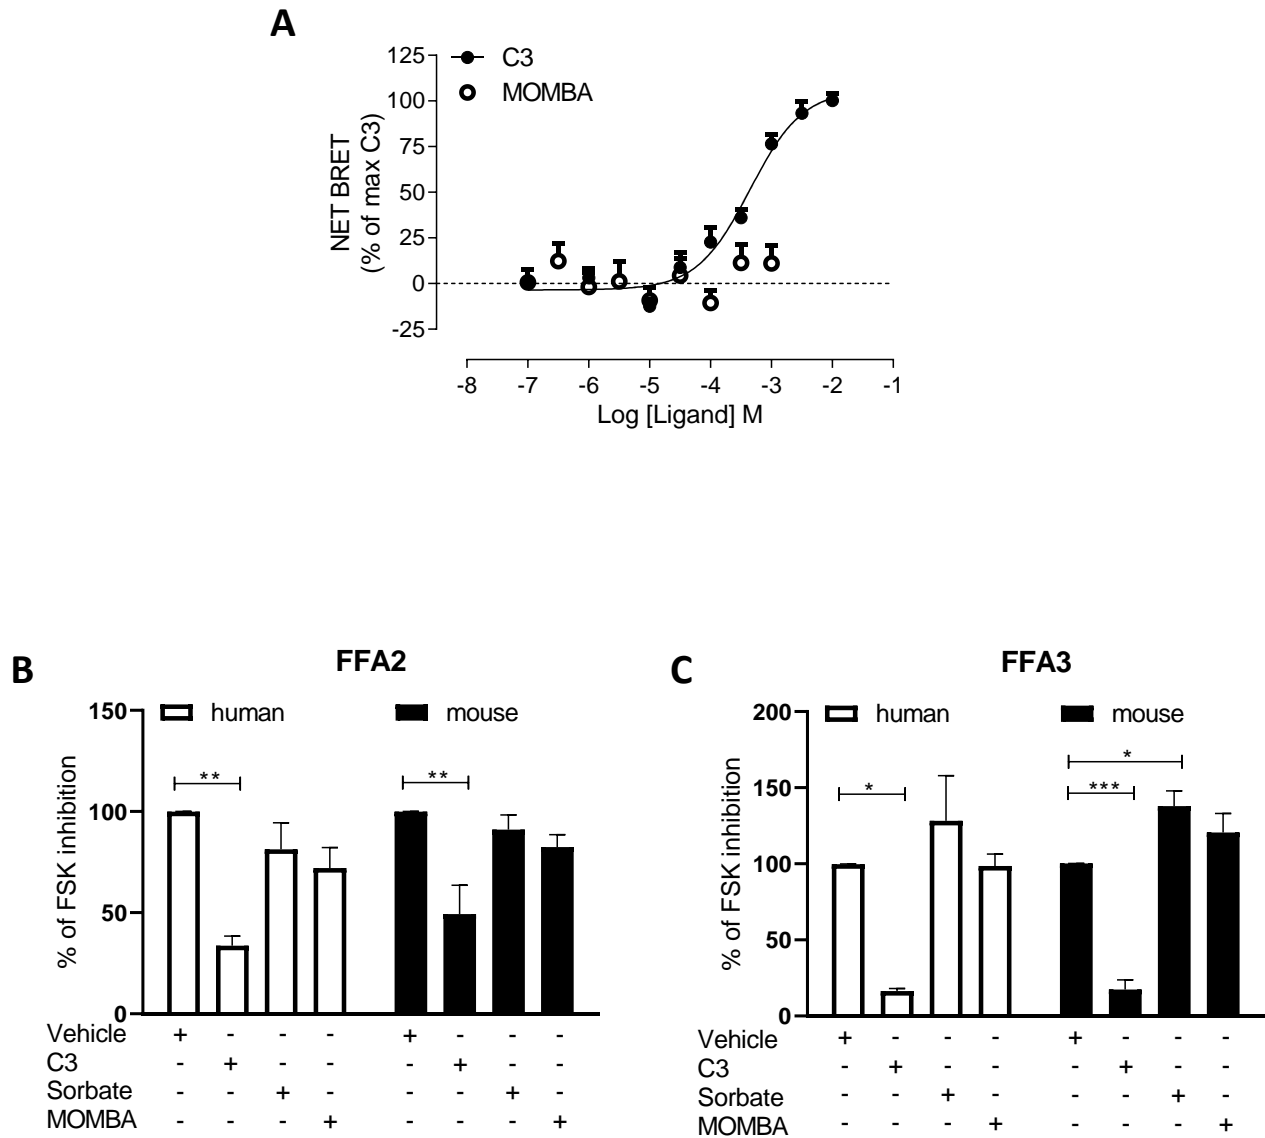 A
C3
MOMBA
NET BRET
(% of max C3)
125
100
75
50
25
0
-25
-8 -7 -6 -5 -4 -3 -2 -1
Log [Ligand] M
B
FFA2
human mouse
% of FSK inhibition
150
100
50
0
** **
Vehicle + - - - + - - -
C3 - + - - - + - -
Sorbate - - + - - - + -
MOMBA - - - + - - - +
C
FFA3
human mouse
% of FSK inhibition
200
150
100
50
0
*
* ***
Vehicle + - - - + - - -
C3 - + - - - + - -
Sorbate - - + - - - + -
MOMBA - - - + - - - +